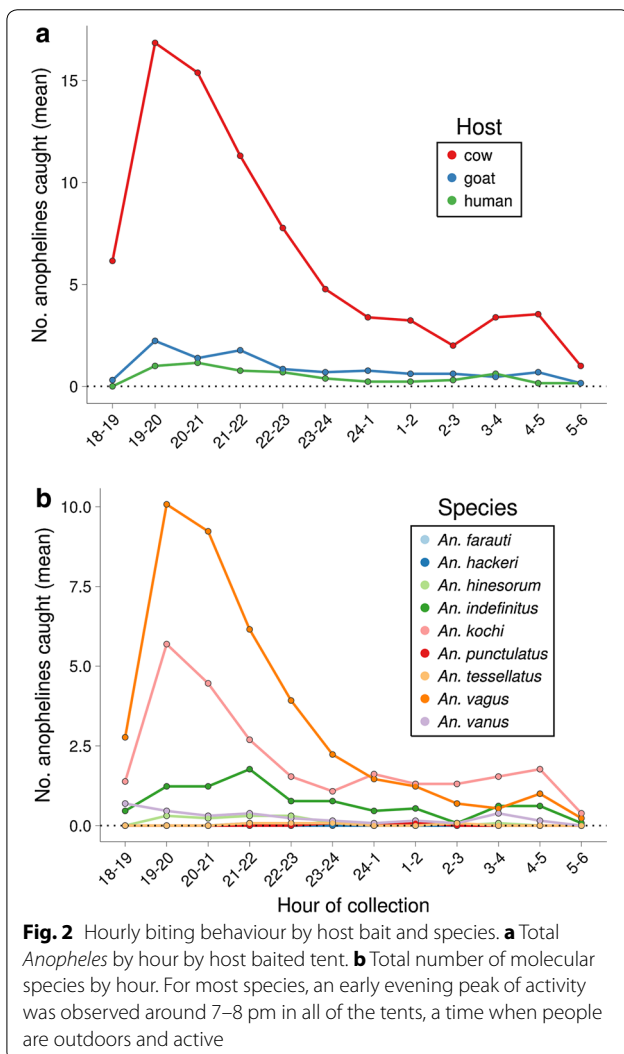 a
No. anophelines caught (mean)
15
10
5
0
Host
cow
goat
human
18-19
19-20
20-21
21-22
22-23
23-24
24-1
1-2
2-3
3-4
4-5
5-6
b
No. anophelines caught (mean)
10.0
7.5
5.0
2.5
0.0
Species
An. farauti
An. hackeri
An. hinesorum
An. indefinitus
An. kochi
An. punctulatus
An. tessellatus
An. vagus
An. vanus
18-19
19-20
20-21
21-22
22-23
23-24
24-1
1-2
2-3
3-4
4-5
5-6
Hour of collection
Fig. 2 Hourly biting behaviour by host bait and species. a Total
Anopheles by hour by host baited tent. b Total number of molecular
species by hour. For most species, an early evening peak of activity
was observed around 7–8 pm in all of the tents, a time when people
are outdoors and active